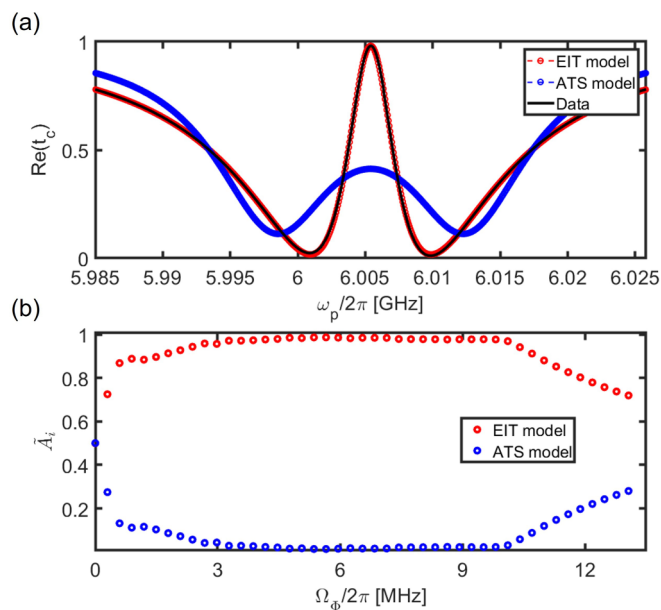 (a)
1
0.5
0
Re(t_c)
EIT model
ATS model
Data
5.985 5.99 5.995 6 6.005 6.01 6.015 6.02 6.025
ω_p/2π [GHz]
(b)
1
0.8
0.6
0.4
0.2
Ã_i
EIT model
ATS model
0 3 6 9 12
Ω_Φ/2π [MHz]